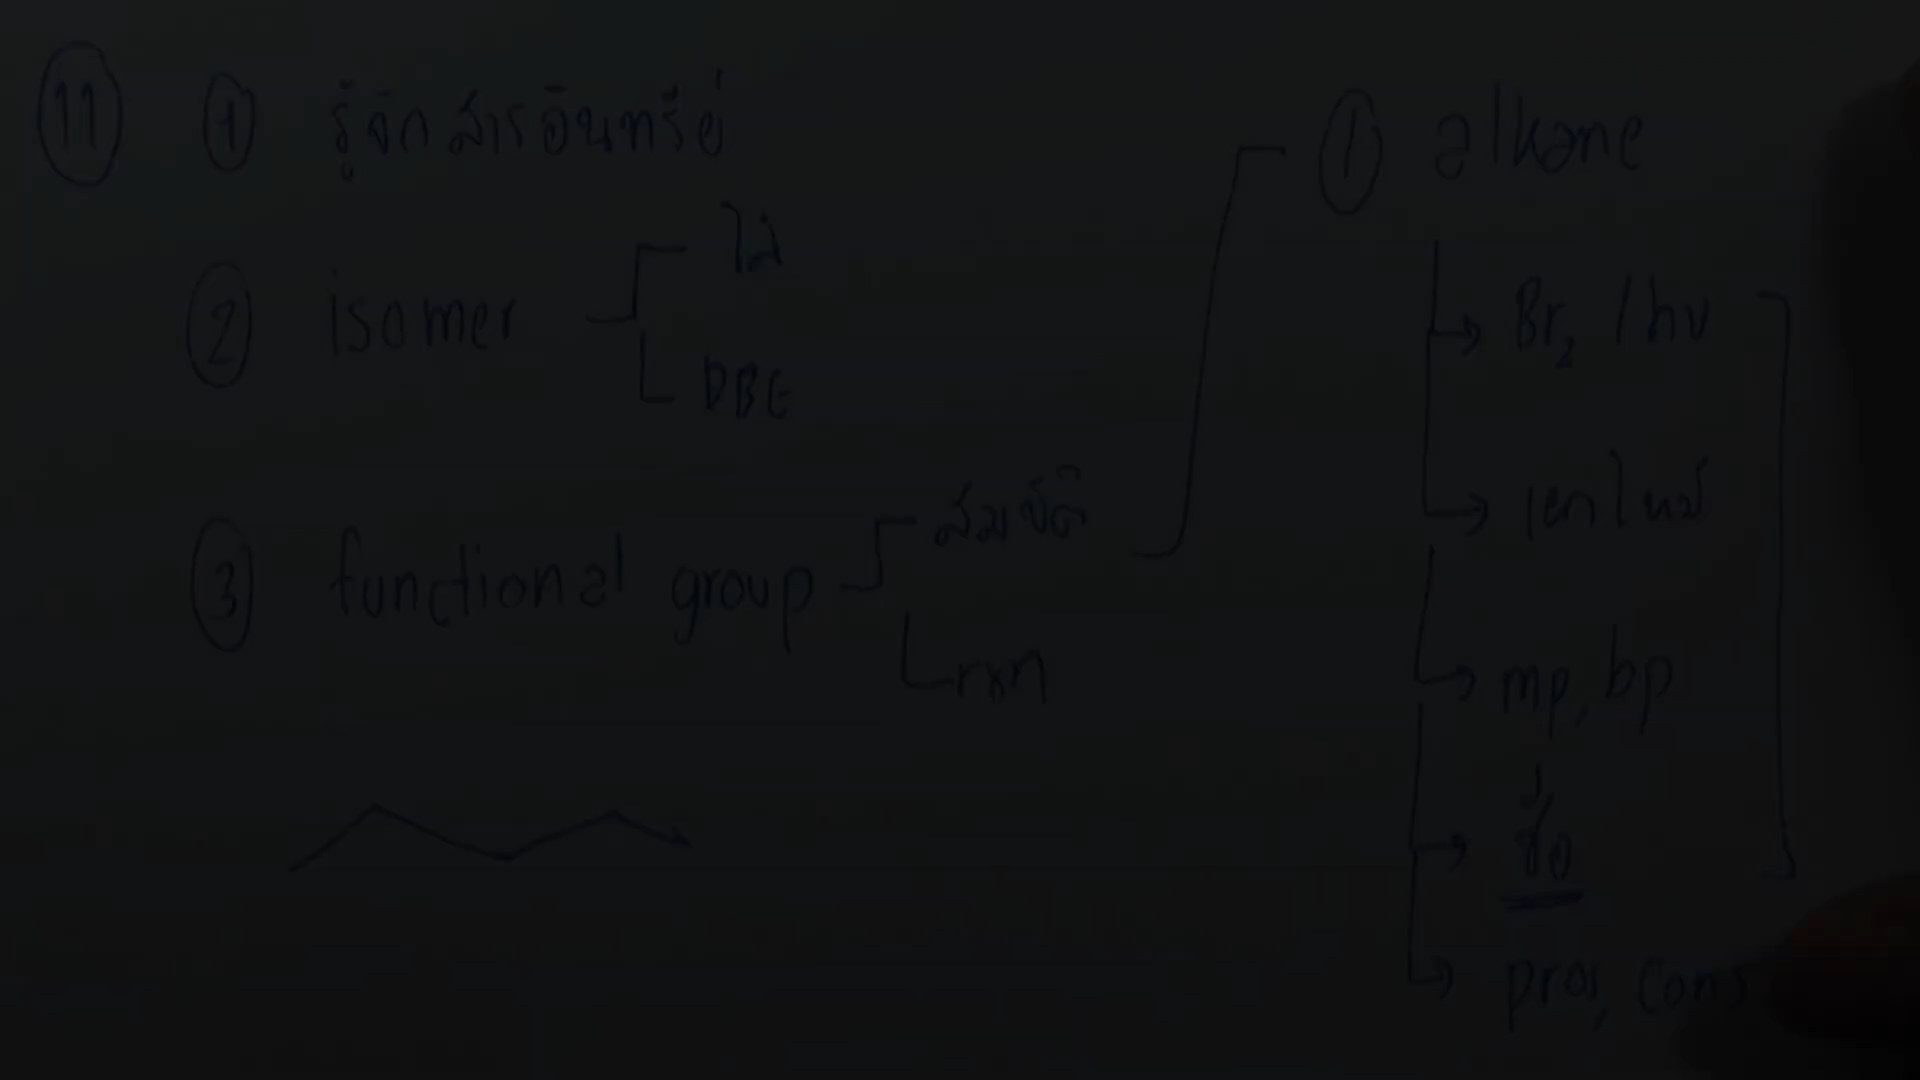 11 1 รู้จักสารอินทรีย์
2 isomer
ไม่
DBE
3 functional group
สมบัติ
rxn
1 alkane
Br2 / hν
เผาไหม้
mp, bp
ชื่อ
pros, cons